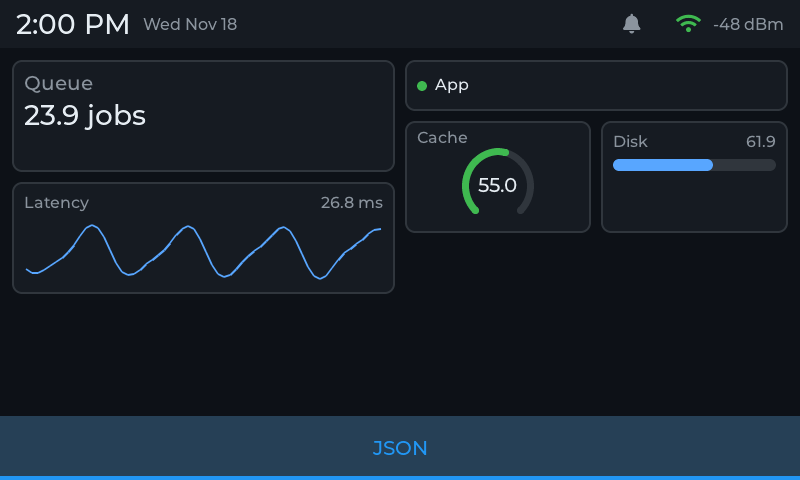 2:00 PM Wed Nov 18 -48 dBm
Queue
23.9 jobs
Latency 26.8 ms
App
Cache
55.0
Disk 61.9
JSON